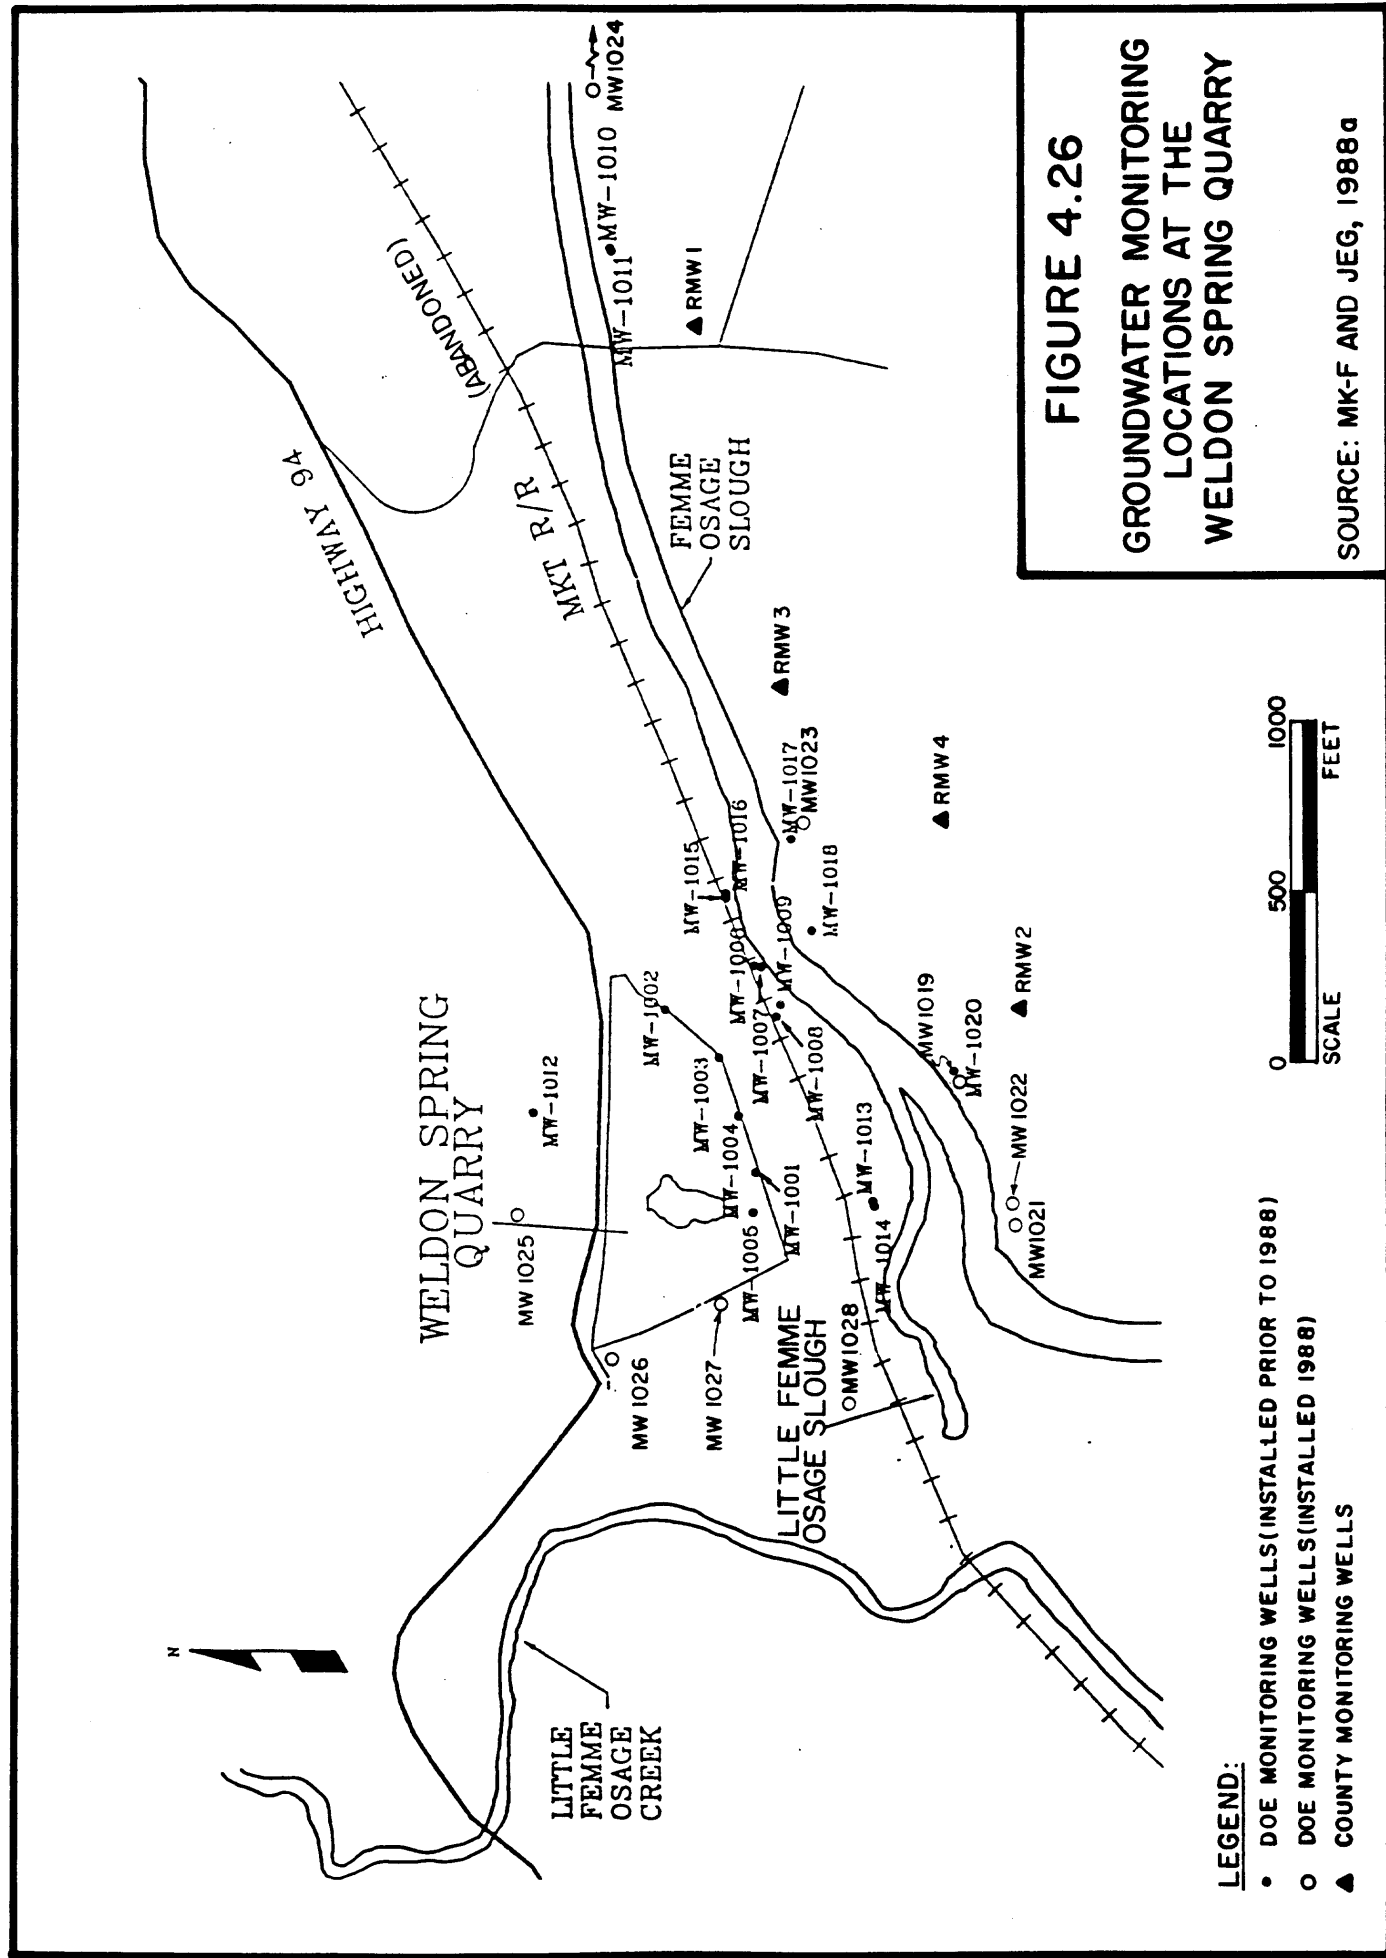 N
HIGHWAY 94
(ABANDONED)
MKT R/R
MW1024
MW-1010
MW-1011
RMW1
FEMME
OSAGE
SLOUGH
RMW3
RMW4
RMW2
WELDON SPRING
QUARRY
MW-1012
MW1025
MW1026
MW1027
MW1028
MW-1002
MW-1003
MW-1004
MW-1001
MW-1005
MW-1015
MW-1016
MW-1017
MW1023
MW-1018
MW-1009
MW-1007
MW-1008
MW-1013
MW-1014
MW1019
MW-1020
MW1022
MW1021
LITTLE FEMME
OSAGE SLOUGH
LITTLE
FEMME
OSAGE
CREEK
LEGEND:
DOE MONITORING WELLS(INSTALLED PRIOR TO 1988)
DOE MONITORING WELLS(INSTALLED 1988)
COUNTY MONITORING WELLS
0 500 1000
SCALE FEET
FIGURE 4.26
GROUNDWATER MONITORING
LOCATIONS AT THE
WELDON SPRING QUARRY
SOURCE: MK-F AND JEG, 1988a